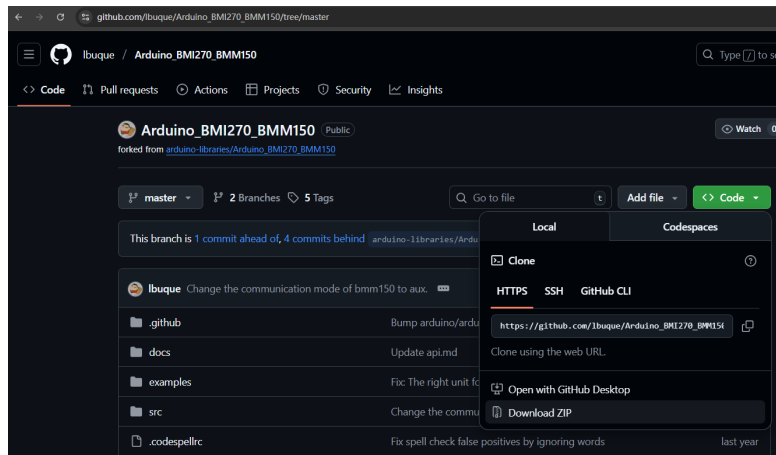 github.com/lbuque/Arduino_BMI270_BMM150/tree/master
lbuque / Arduino_BMI270_BMM150
Type / to
<> Code Pull requests Actions Projects Security Insights
Arduino_BMI270_BMM150 Public
Watch 0
forked from arduino-libraries/Arduino_BMI270_BMM150
master 2 Branches 5 Tags Go to file t Add file <> Code
This branch is 1 commit ahead of, 4 commits behind arduino-libraries/Ardu
Local Codespaces
Clone
lbuque Change the communication mode of bmm150 to aux.
HTTPS SSH GitHub CLI
.github Bump arduino/ardu
https://github.com/lbuque/Arduino_BMI270_BMM150
docs Update api.md
Clone using the web URL.
examples Fix: The right unit fo
Open with GitHub Desktop
src Change the commu
Download ZIP
.codespellrc Fix spell check false positives by ignoring words last year